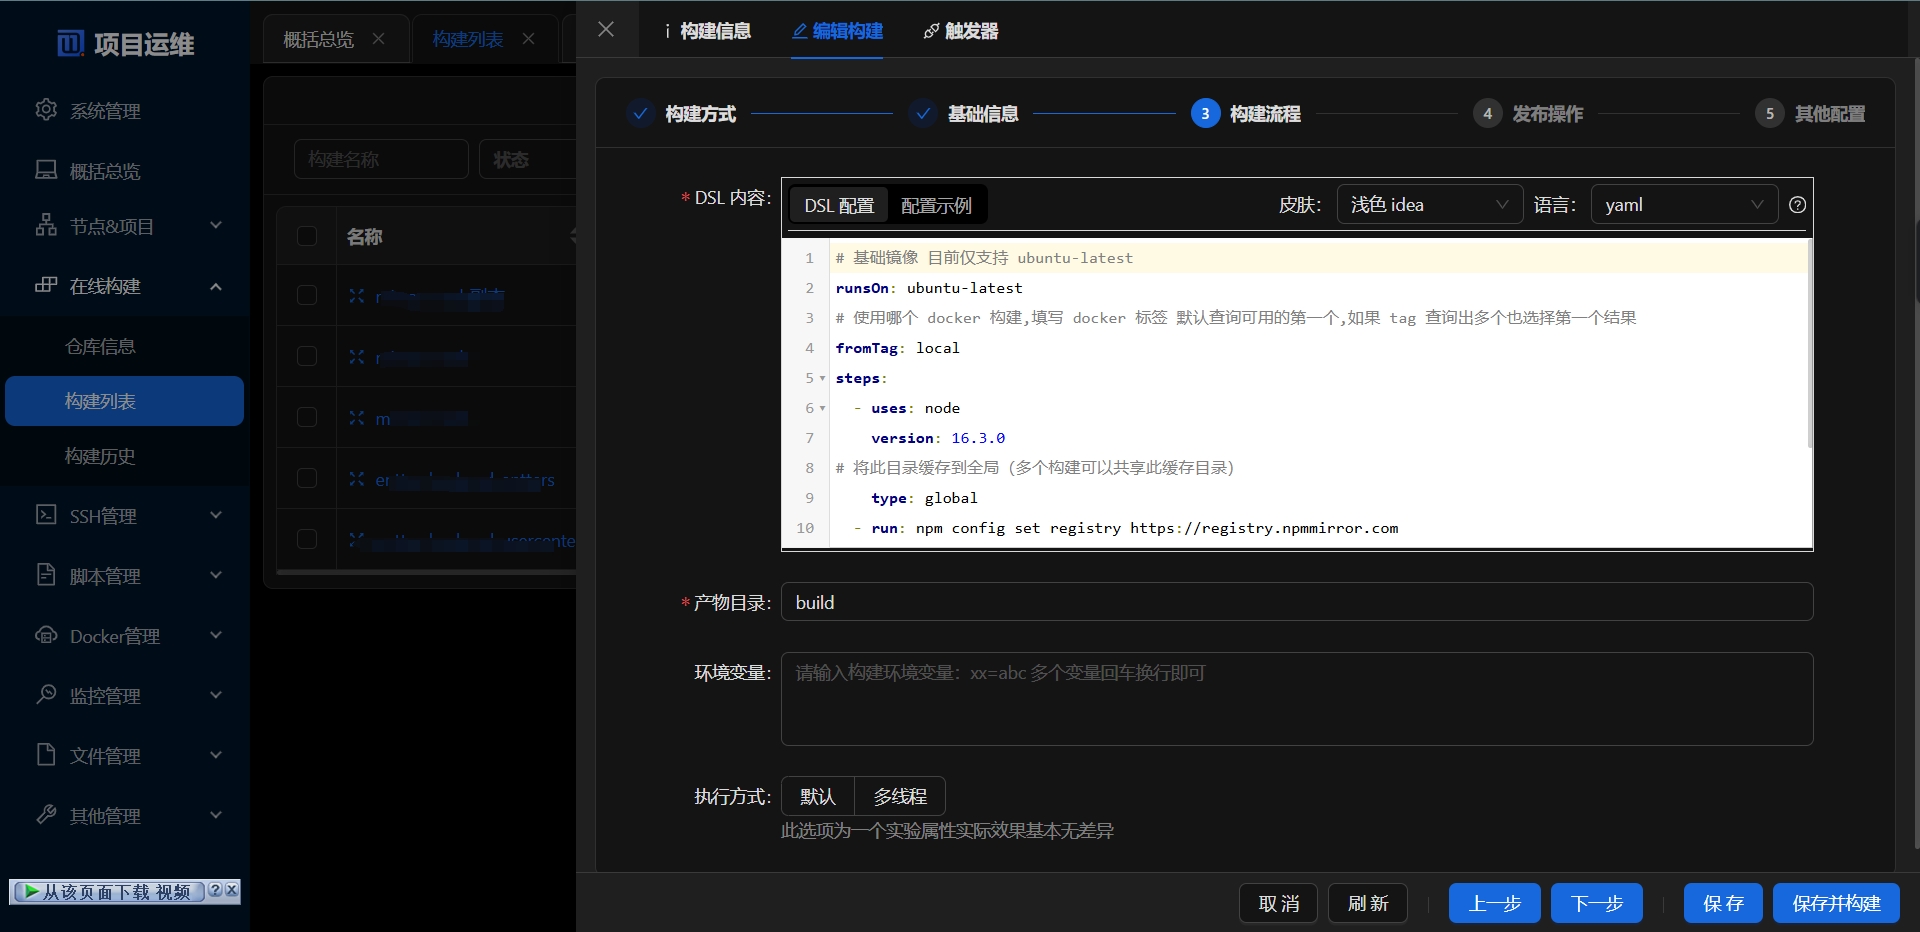 项目运维
系统管理
概括总览
节点&项目
在线构建
仓库信息
构建列表
构建历史
SSH管理
脚本管理
Docker管理
监控管理
文件管理
其他管理
从该页面下载 视频
概括总览
构建列表
构建名称
状态
名称
构建信息
编辑构建
触发器
构建方式
基础信息
3 构建流程
4 发布操作
5 其他配置
* DSL 内容:
DSL 配置
配置示例
皮肤: 浅色 idea
语言: yaml
1 # 基础镜像 目前仅支持 ubuntu-latest
2 runsOn: ubuntu-latest
3 # 使用哪个 docker 构建,填写 docker 标签 默认查询可用的第一个,如果 tag 查询出多个也选择第一个结果
4 fromTag: local
5 steps:
6 - uses: node
7 version: 16.3.0
8 # 将此目录缓存到全局 (多个构建可以共享此缓存目录)
9 type: global
10 - run: npm config set registry https://registry.npmmirror.com
* 产物目录: build
环境变量: 请输入构建环境变量：xx=abc 多个变量回车换行即可
执行方式: 默认 多线程
此选项为一个实验属性实际效果基本无差异
取消 刷新 上一步 下一步 保存 保存并构建